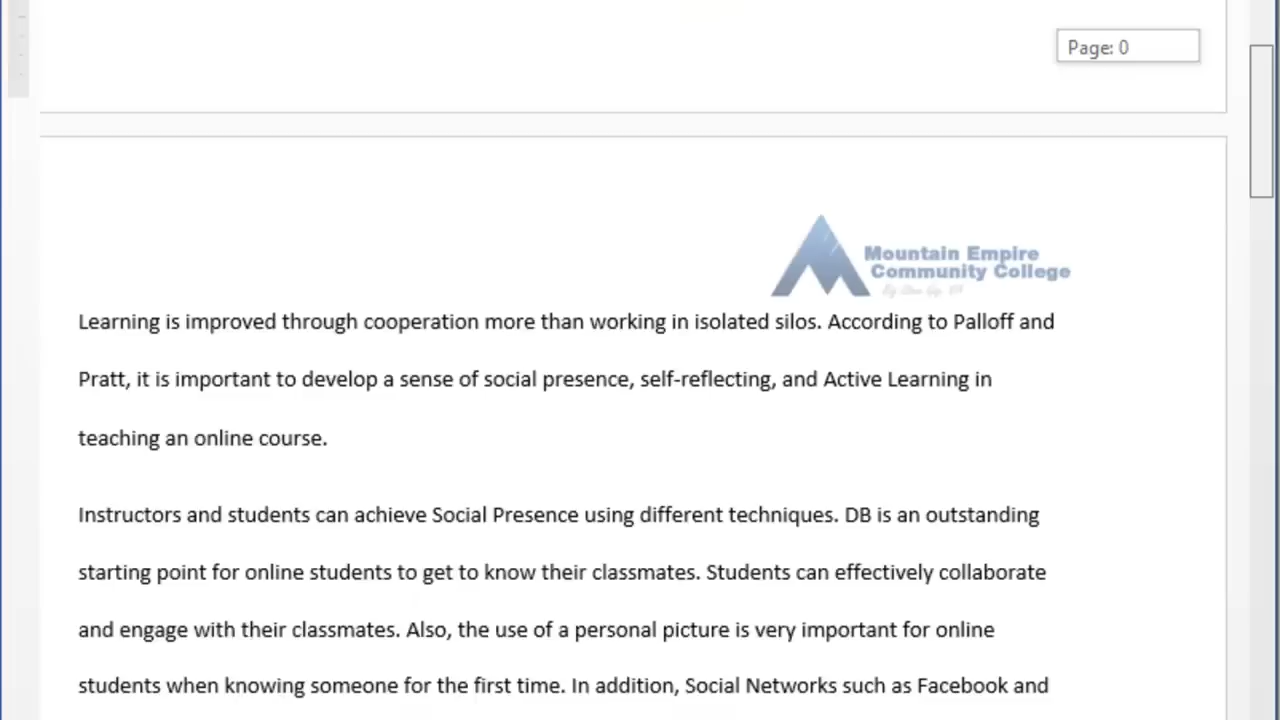 Page: 0
Mountain Empire
Community College
Learning is improved through cooperation more than working in isolated silos. According to Palloff and
Pratt, it is important to develop a sense of social presence, self-reflecting, and Active Learning in
teaching an online course.
Instructors and students can achieve Social Presence using different techniques. DB is an outstanding
starting point for online students to get to know their classmates. Students can effectively collaborate
and engage with their classmates. Also, the use of a personal picture is very important for online
students when knowing someone for the first time. In addition, Social Networks such as Facebook and